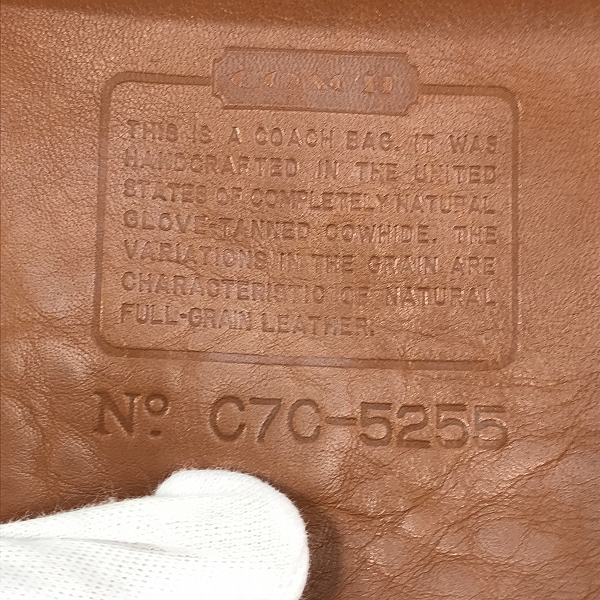 COACH
THIS IS A COACH BAG. IT WAS
HANDCRAFTED IN THE UNITED
STATES OF COMPLETELY NATURAL
GLOVE-TANNED COWHIDE. THE
VARIATIONS IN THE GRAIN ARE
CHARACTERISTIC OF NATURAL
FULL-GRAIN LEATHER.
Nº C7C-5255